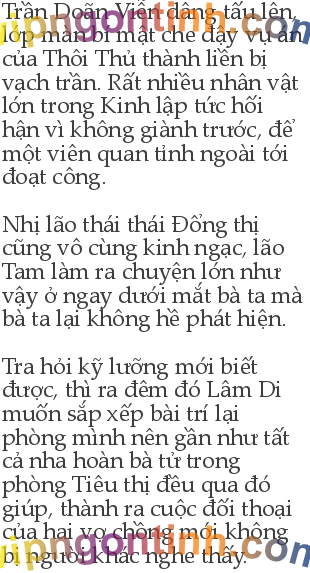 Trần Doãn Viễn dâng tấu lên,
lớp màn bí mật che đậy vụ án
của Thôi Thủ thành liền bị
vạch trần. Rất nhiều nhân vật
lớn trong Kinh lập tức hối
hận vì không giành trước, để
một viên quan tỉnh ngoài tới
đoạt công.
Nhị lão thái thái Đổng thị
cũng vô cùng kinh ngạc, lão
Tam làm ra chuyện lớn như
vậy ở ngay dưới mắt bà ta mà
bà ta lại không hề phát hiện.
Tra hỏi kỹ lưỡng mới biết
được, thì ra đêm đó Lâm Di
muốn sắp xếp bài trí lại
phòng mình nên gần như tất
cả nha hoàn bà tử trong
phòng Tiêu thị đều qua đó
giúp, thành ra cuộc đối thoại
của hai vợ chồng mới không
bị người khác nghe thấy.